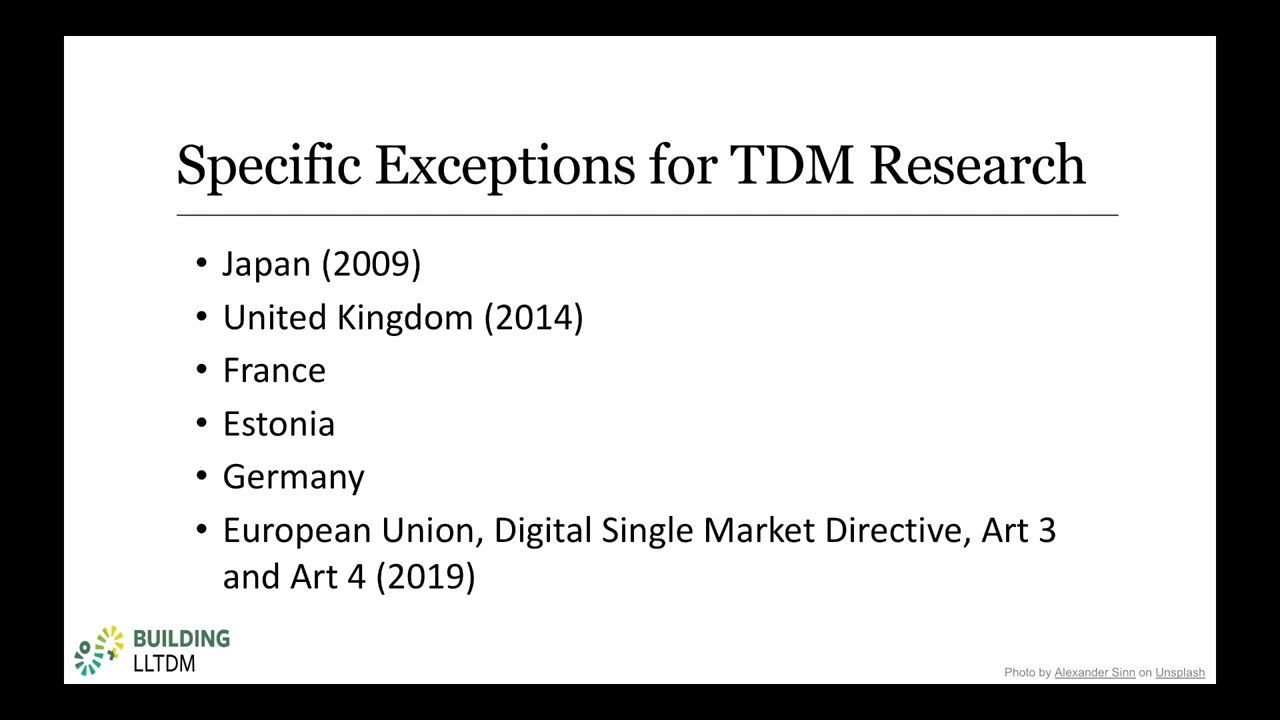 Specific Exceptions for TDM Research
• Japan (2009)
• United Kingdom (2014)
• France
• Estonia
• Germany
• European Union, Digital Single Market Directive, Art 3
and Art 4 (2019)
BUILDING
LLTDM
Photo by Alexander Sinn on Unsplash